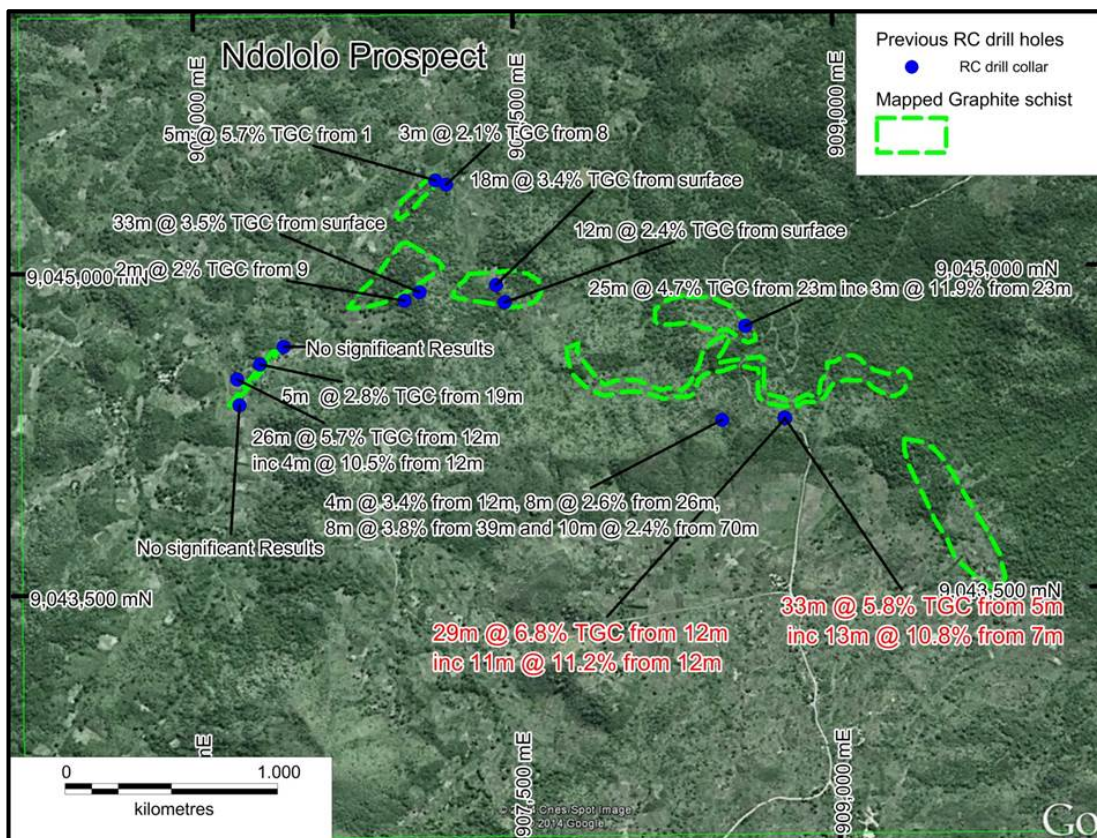 Ndololo Prospect
Previous RC drill holes
RC drill collar
Mapped Graphite schist
907,500 mE
909,000 mE
5m @ 5.7% TGC from 1
3m @ 2.1% TGC from 8
18m @ 3.4% TGC from surface
33m @ 3.5% TGC from surface
12m @ 2.4% TGC from surface
2m @ 2% TGC from 9
9,045,000 mN
9,045,000 mN
25m @ 4.7% TGC from 23m inc 3m @ 11.9% from 23m
No significant Results
5m @ 2.8% TGC from 19m
26m @ 5.7% TGC from 12m
inc 4m @ 10.5% from 12m
4m @ 3.4% from 12m, 8m @ 2.6% from 26m,
8m @ 3.8% from 39m and 10m @ 2.4% from 70m
No significant Results
9,043,500 mN
9,043,500 mN
33m @ 5.8% TGC from 5m
inc 13m @ 10.8% from 7m
29m @ 6.8% TGC from 12m
inc 11m @ 11.2% from 12m
mE
907,500 mE
909,000 mE
0 1.000
kilometres
Cnes/Spot Image
2014 Google
Go